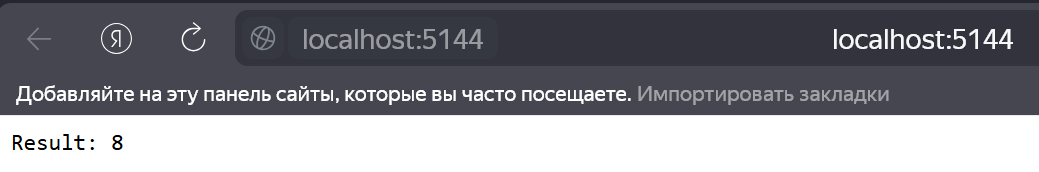 Я localhost:5144 localhost:5144
Добавляйте на эту панель сайты, которые вы часто посещаете. Импортировать закладки
Result: 8